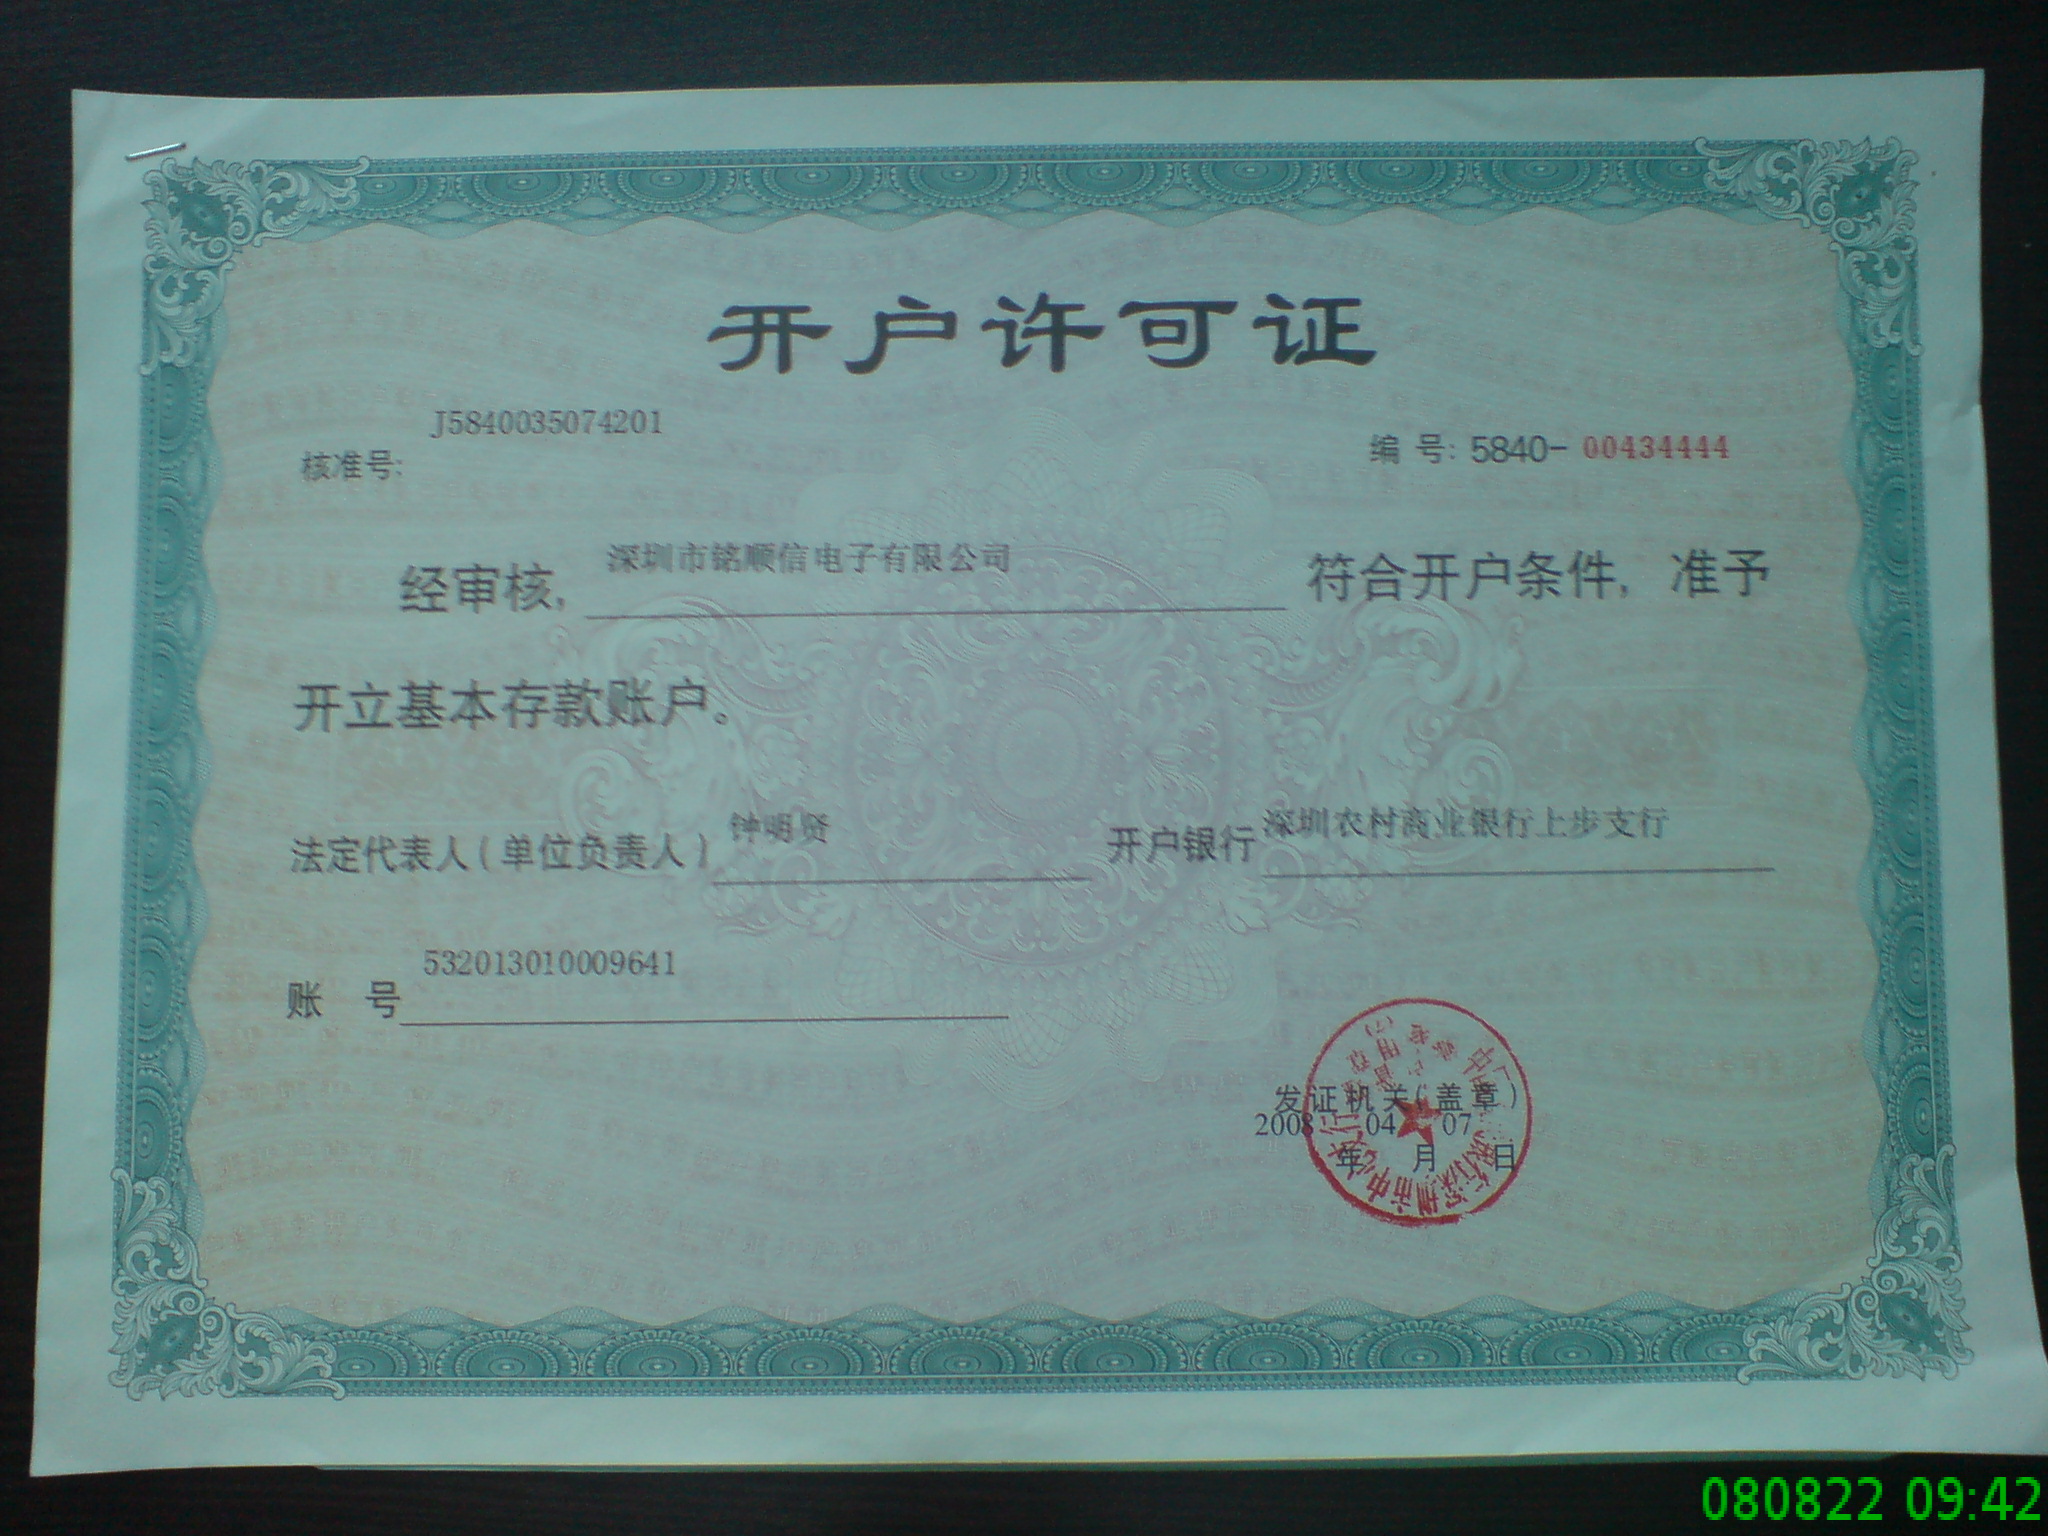 开户许可证
J5840035074201
核准号:
编 号: 5840- 00434444
经审核, 深圳市铭顺信电子有限公司 符合开户条件, 准予
开立基本存款账户。
法定代表人(单位负责人) 钟明贤 开户银行 深圳农村商业银行上步支行
账 号 532013010009641
发证机关(盖章)
2008 04 07
年 月 日
080822 09:42